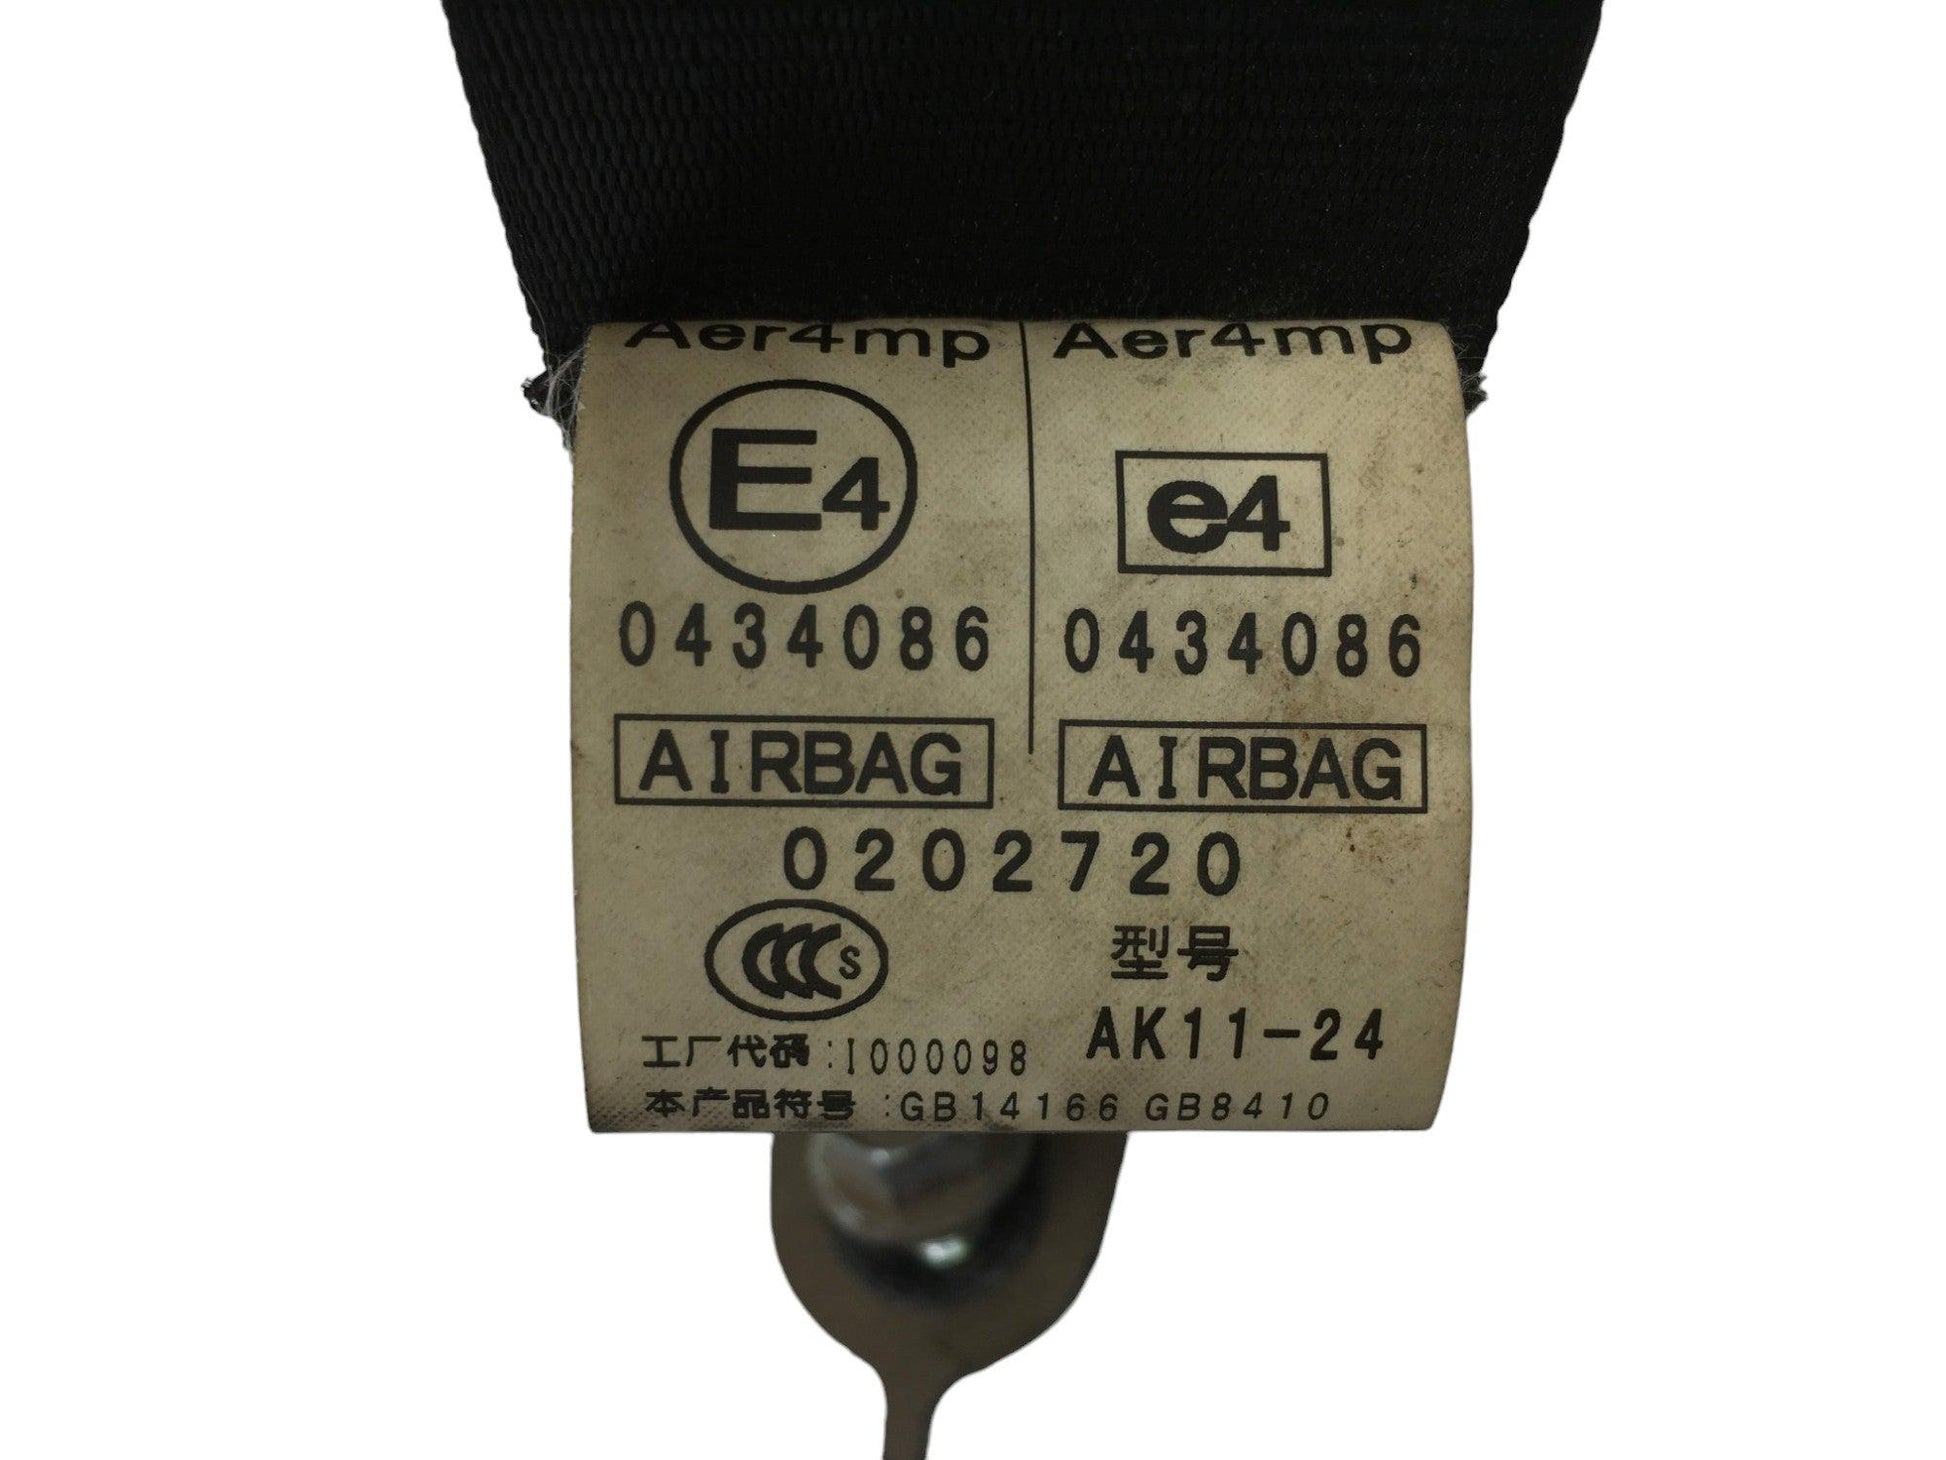 Aer4mp Aer4mp
E4 e4
0434086 0434086
AIRBAG AIRBAG
0202720
CCC S 型号
AK11-24
工厂代码:I000098
本产品符号:GB14166 GB8410